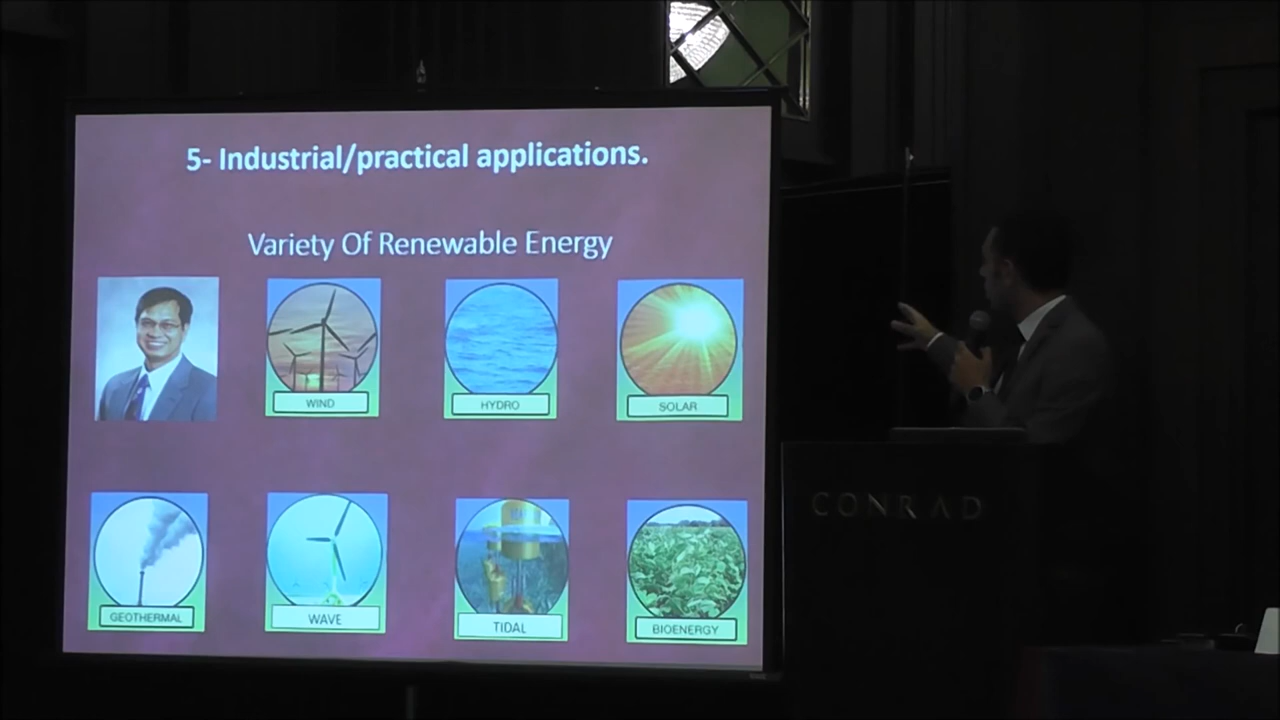 5- Industrial/practical applications.
Variety Of Renewable Energy
WIND
HYDRO
SOLAR
GEOTHERMAL
WAVE
TIDAL
BIOENERGY
CONRAD